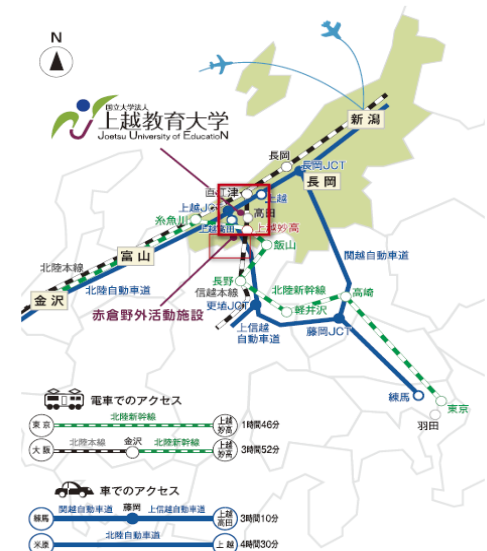 N
国立大学法人
上越教育大学
Joetsu University of EducatioN
新潟
長岡
長岡JCT
長岡
直江津
上越
上越JCT
高田
糸魚川
上越高田
上越妙高
富山
飯山
関越自動車道
北陸本線
長野
金沢
北陸自動車道
信越本線
北陸新幹線
高崎
更埴JCT
軽井沢
赤倉野外活動施設
上信越
自動車道
藤岡JCT
練馬
東京
羽田
電車でのアクセス
東京 北陸新幹線 上越妙高 1時間46分
大阪 北陸本線 金沢 北陸新幹線 上越妙高 3時間52分
車でのアクセス
練馬 関越自動車道 藤岡 上信越自動車道 上越高田 3時間10分
米原 北陸自動車道 上越 4時間30分